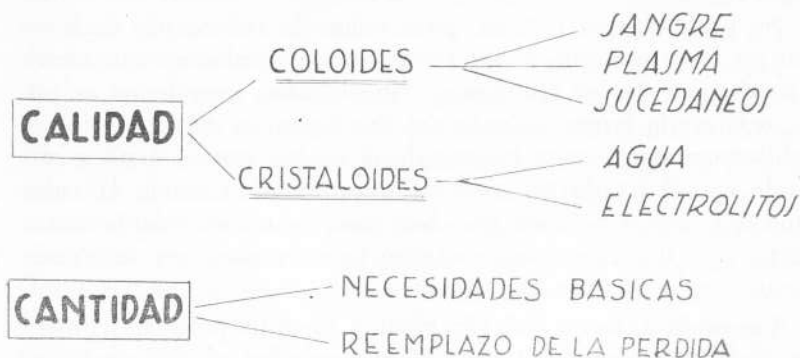 SANGRE
COLOIDES
PLASMA
SUCEDANEOS
CALIDAD
AGUA
CRISTALOIDES
ELECTROLITOS
NECESIDADES BASICAS
CANTIDAD
REEMPLAZO DE LA PERDIDA